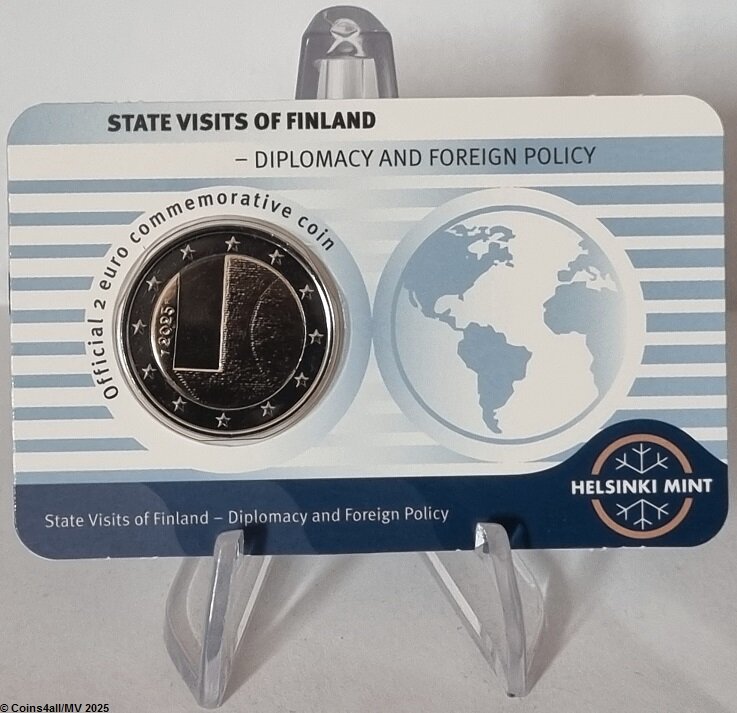 STATE VISITS OF FINLAND
– DIPLOMACY AND FOREIGN POLICY
Official 2 euro commemorative coin
2025
HELSINKI MINT
State Visits of Finland – Diplomacy and Foreign Policy
© Coins4all/MV 2025